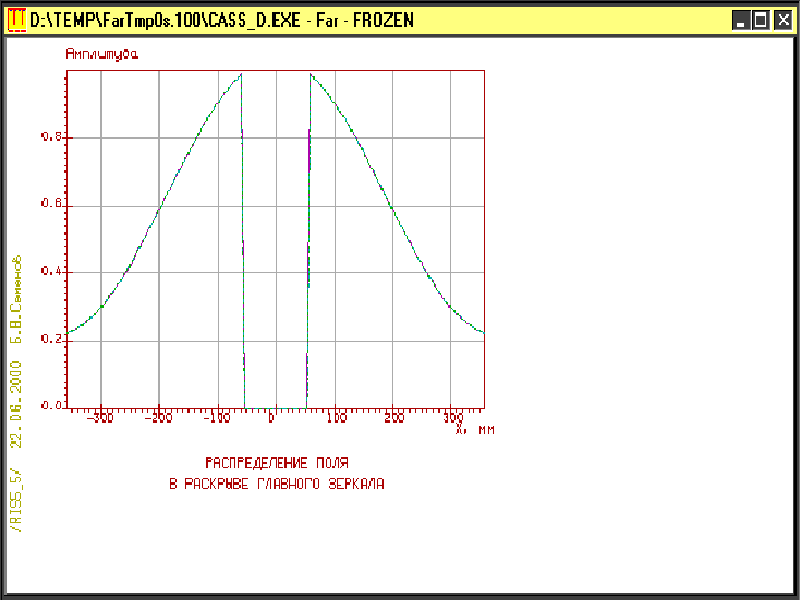 D:\TEMP\FarTmp0s.100\CASS_D.EXE - Far - FROZEN
Амплитуда
0.8
0.6
0.4
0.2
0.0
-300 -200 -100 0 100 200 300
X, мм
РАСПРЕДЕЛЕНИЕ ПОЛЯ
В РАСКРЫВЕ ГЛАВНОГО ЗЕРКАЛА
/RISS_5/ 22.06.2000 Б.В.Семенов